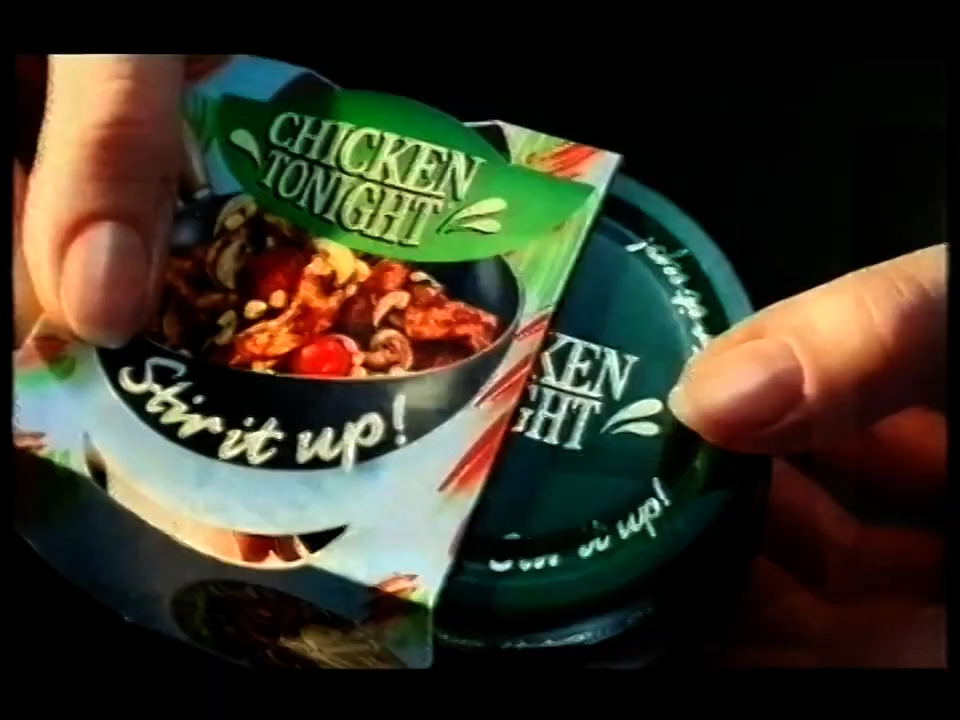 CHICKEN
TONIGHT
Stir it up!
KEN
GHT
it up!